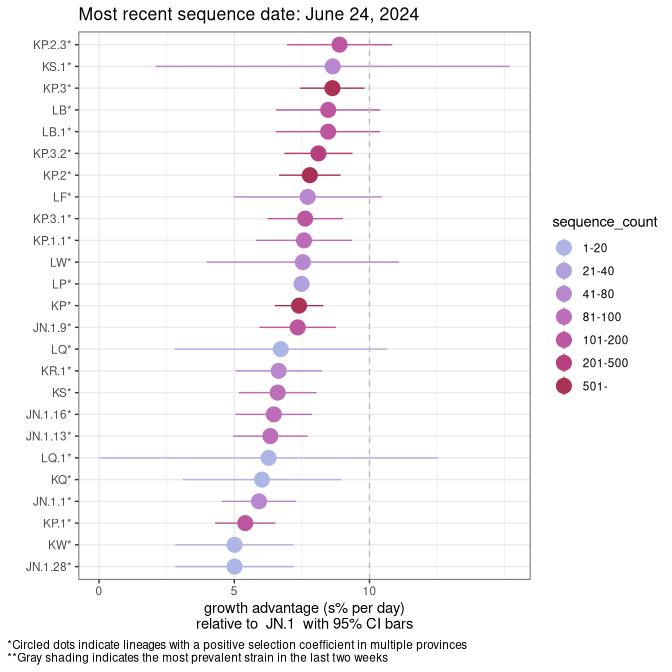 Most recent sequence date: June 24, 2024
KP.2.3*
KS.1*
KP.3*
LB*
LB.1*
KP.3.2*
KP.2*
LF*
KP.3.1*
KP.1.1*
LW*
LP*
KP*
JN.1.9*
LQ*
KR.1*
KS*
JN.1.16*
JN.1.13*
LQ.1*
KQ*
JN.1.1*
KP.1*
KW*
JN.1.28*
0 5 10
growth advantage (s% per day)
relative to JN.1 with 95% CI bars
sequence_count
1-20
21-40
41-80
81-100
101-200
201-500
501-
*Circled dots indicate lineages with a positive selection coefficient in multiple provinces
**Gray shading indicates the most prevalent strain in the last two weeks